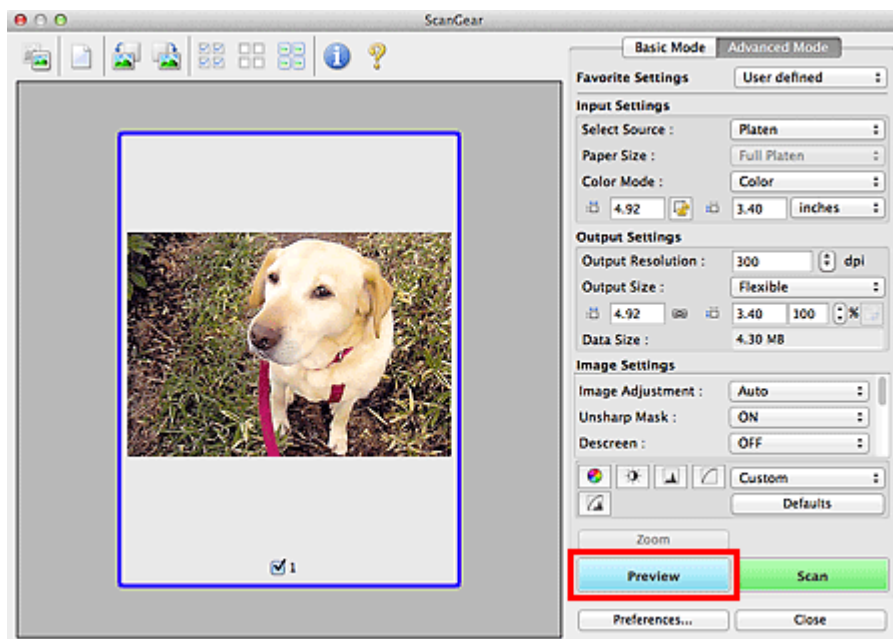 ScanGear
Basic Mode Advanced Mode
Favorite Settings User defined
Input Settings
Select Source : Platen
Paper Size : Full Platen
Color Mode : Color
4.92 3.40 inches
Output Settings
Output Resolution : 300 dpi
Output Size : Flexible
4.92 3.40 100 %
Data Size : 4.30 MB
Image Settings
Image Adjustment : Auto
Unsharp Mask : ON
Descreen : OFF
Custom
Defaults
Zoom
1
Preview Scan
Preferences... Close